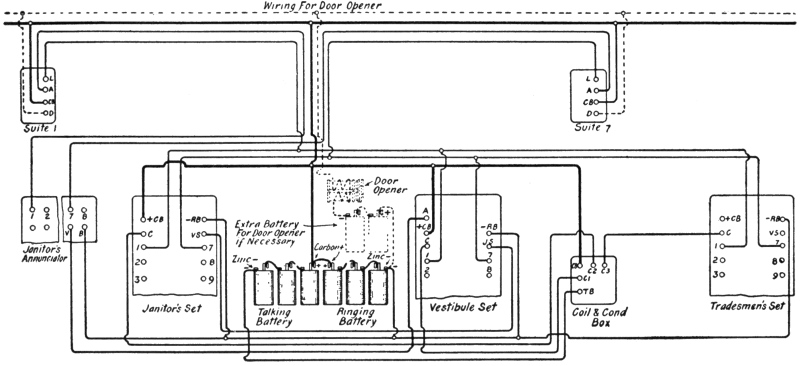 Wiring For Door Opener
L
A
CB
D
Suite 1
L
A
CB
D
Suite 7
1 2
Janitor's
Annunciator
7 8
V B
+CB -RB
C VS
1 7
2 8
3 9
Janitor's Set
Door
Opener
Extra Battery
For Door Opener
if Necessary
Carbon+
Zinc-
Zinc-
Talking
Battery
Ringing
Battery
A
+CB -RB
C VS
1 7
2 8
Vestibule Set
C2 C3
C1
TB
Coil & Cond
Box
+CB -RB
C VS
1 7
2 8
3 9
Tradesmen's Set